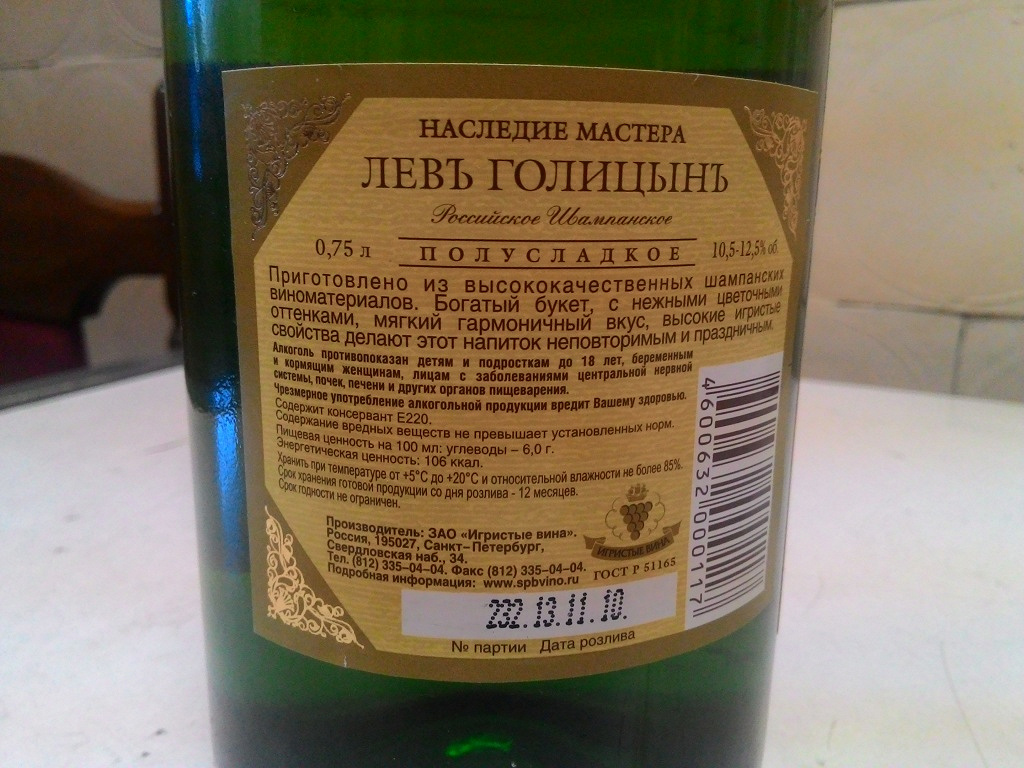 НАСЛЕДИЕ МАСТЕРА
ЛЕВЪ ГОЛИЦЫНЪ
Российское Шампанское
0,75 л ПОЛУСЛАДКОЕ 10,5-12,5% об.
Приготовлено из высококачественных шампанских
виноматериалов. Богатый букет, с нежными цветочными
оттенками, мягкий гармоничный вкус, высокие игристые
свойства делают этот напиток неповторимым и праздничным.
Алкоголь противопоказан детям и подросткам до 18 лет, беременным
и кормящим женщинам, лицам с заболеваниями центральной нервной
системы, почек, печени и других органов пищеварения.
Чрезмерное употребление алкогольной продукции вредит Вашему здоровью.
Содержит консервант Е220.
Содержание вредных веществ не превышает установленных норм.
Пищевая ценность на 100 мл: углеводы – 6,0 г.
Энергетическая ценность: 106 ккал.
Хранить при температуре от +5°С до +20°С и относительной влажности не более 85%.
Срок хранения готовой продукции со дня розлива - 12 месяцев.
Срок годности не ограничен.
Производитель: ЗАО «Игристые вина».
Россия, 195027, Санкт–Петербург,
Свердловская наб., 34.
Тел. (812) 335–04–04. Факс (812) 335–04–04.
Подробная информация: www.spbvino.ru
ИГРИСТЫЕ ВИНА
ГОСТ Р 51165
232.13.11.10.
№ партии Дата розлива
4 600632 000117